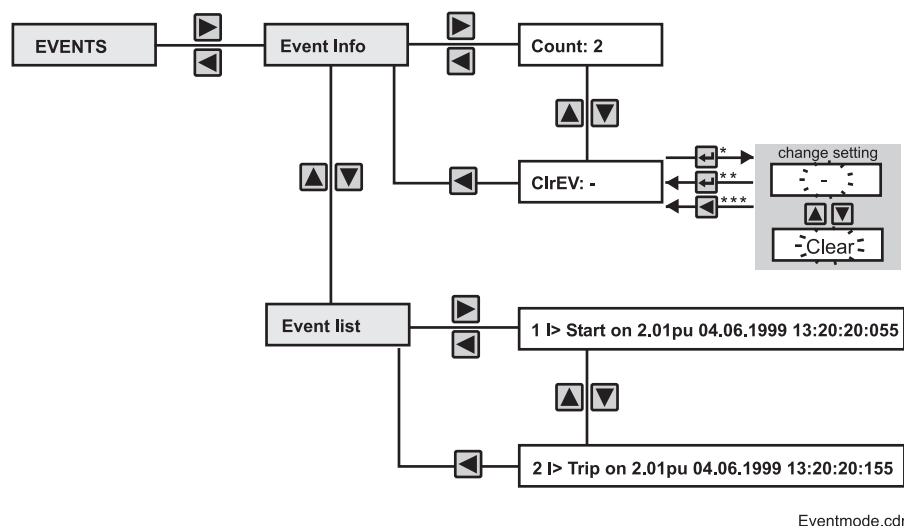 EVENTS
Event Info
Count: 2
ClrEV: -
*
**
***
change setting
-
Clear
Event list
1 I> Start on 2.01pu 04.06.1999 13:20:20:055
2 I> Trip on 2.01pu 04.06.1999 13:20:20:155
Eventmode.cdr